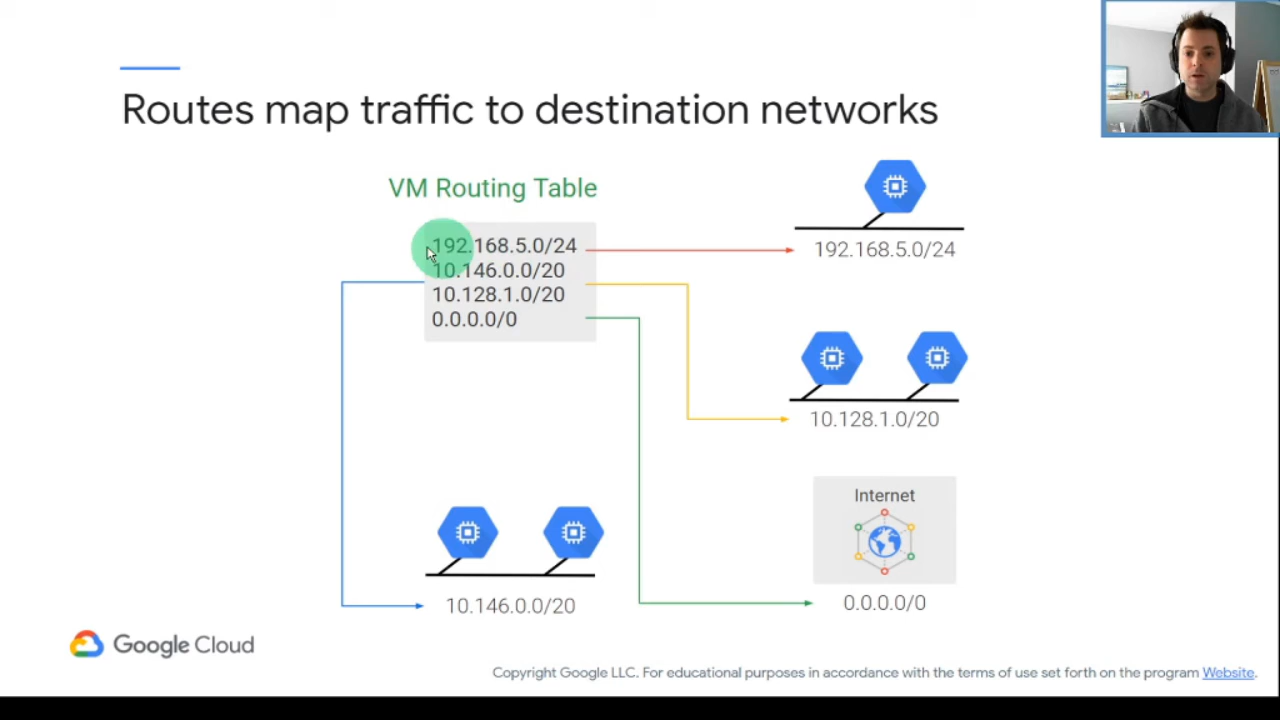 Routes map traffic to destination networks
VM Routing Table
192.168.5.0/24
10.146.0.0/20
10.128.1.0/20
0.0.0.0/0
192.168.5.0/24
10.128.1.0/20
Internet
0.0.0.0/0
10.146.0.0/20
Google Cloud
Copyright Google LLC. For educational purposes in accordance with the terms of use set forth on the program Website.